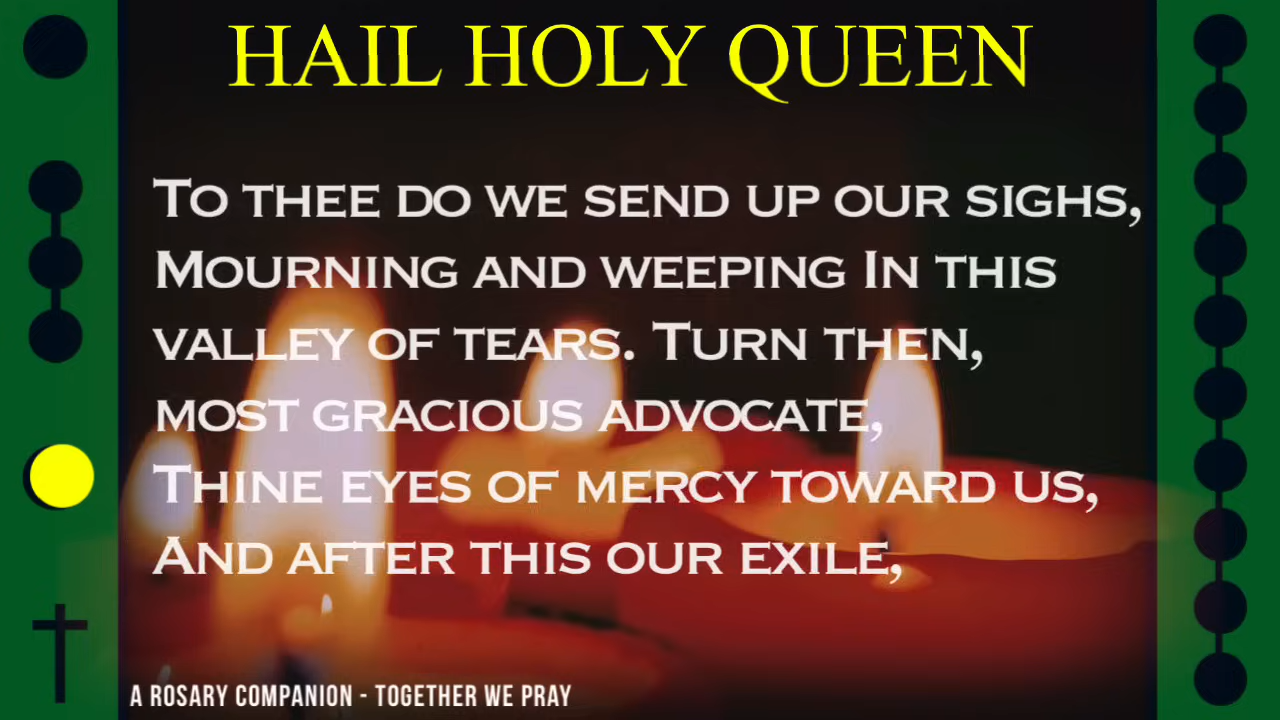 HAIL HOLY QUEEN
To thee do we send up our sighs,
Mourning and weeping In this
valley of tears. Turn then,
most gracious advocate,
Thine eyes of mercy toward us,
And after this our exile,
A ROSARY COMPANION - TOGETHER WE PRAY